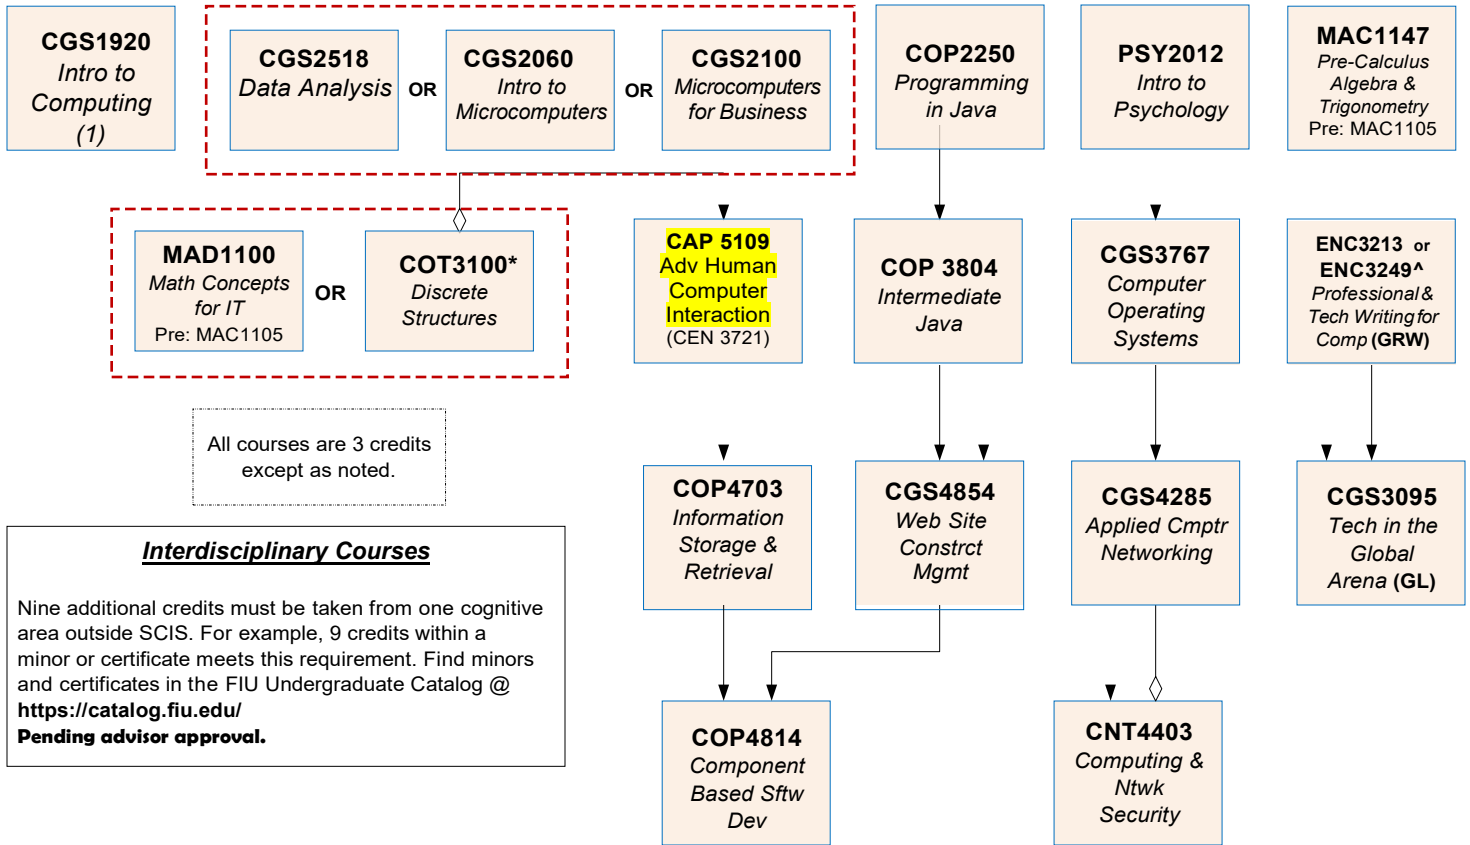 CGS1920
Intro to
Computing
(1)
CGS2518
Data Analysis
OR
CGS2060
Intro to
Microcomputers
OR
CGS2100
Microcomputers
for Business
COP2250
Programming
in Java
PSY2012
Intro to
Psychology
MAC1147
Pre-Calculus
Algebra &
Trigonometry
Pre: MAC1105
MAD1100
Math Concepts
for IT
Pre: MAC1105
OR
COT3100*
Discrete
Structures
CAP 5109
Adv Human
Computer
Interaction
(CEN 3721)
COP 3804
Intermediate
Java
CGS3767
Computer
Operating
Systems
ENC3213 or
ENC3249^
Professional &
Tech Writing for
Comp (GRW)
All courses are 3 credits
except as noted.
COP4703
Information
Storage &
Retrieval
CGS4854
Web Site
Constrct
Mgmt
CGS4285
Applied Cmptr
Networking
CGS3095
Tech in the
Global
Arena (GL)
Interdisciplinary Courses
Nine additional credits must be taken from one cognitive
area outside SCIS. For example, 9 credits within a
minor or certificate meets this requirement. Find minors
and certificates in the FIU Undergraduate Catalog @
https://catalog.fiu.edu/
Pending advisor approval.
COP4814
Component
Based Sftw
Dev
CNT4403
Computing &
Ntwk
Security